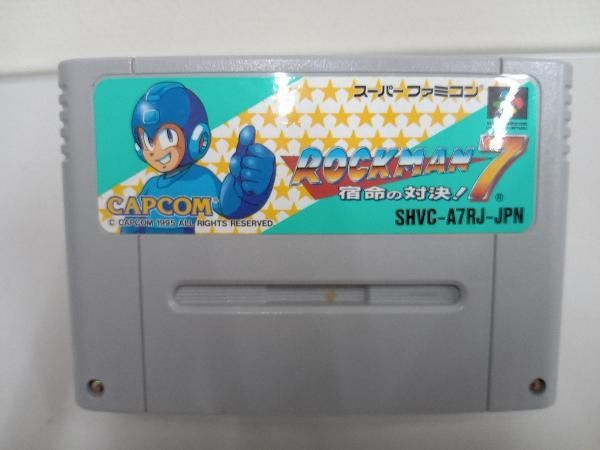 スーパーファミコン
ROCKMAN 7
宿命の対決!
®
CAPCOM
© CAPCOM 1995 ALL RIGHTS RESERVED.
SHVC-A7RJ-JPN